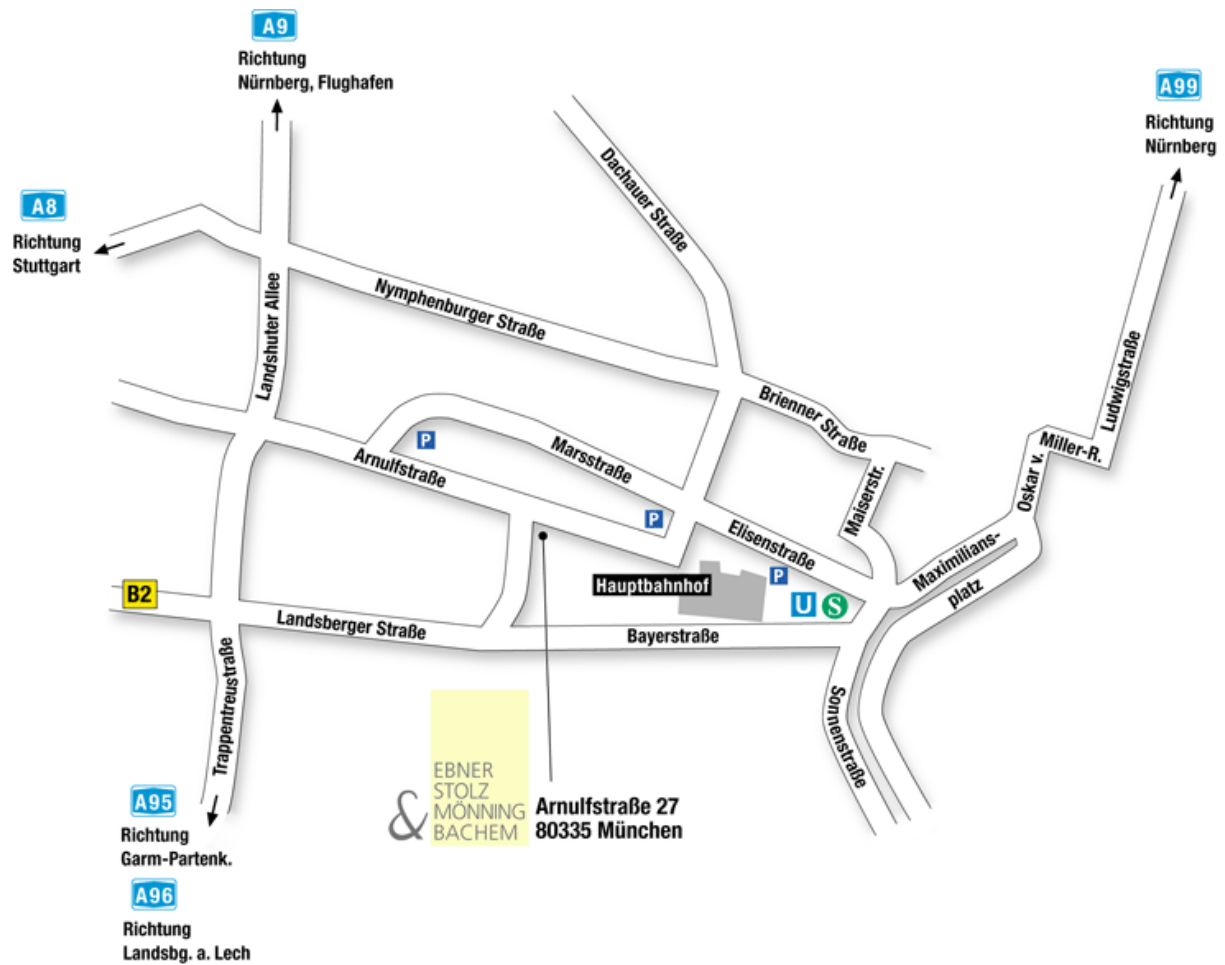 A9
Richtung
Nürnberg, Flughafen
A99
Richtung
Nürnberg
A8
Richtung
Stuttgart
Dachauer Straße
Nymphenburger Straße
Landshuter Allee
Ludwigstraße
Brienner Straße
Miller-R.
Oskar v.
P
Marsstraße
Arnulfstraße
Maiserstr.
P
Elisenstraße
Maximilians-
platz
P
Hauptbahnhof
U
S
B2
Landsberger Straße
Bayerstraße
Trappentreustraße
Sonnenstraße
&
EBNER
STOLZ
MÖNNING
BACHEM
Arnulfstraße 27
80335 München
A95
Richtung
Garm-Partenk.
A96
Richtung
Landsbg. a. Lech